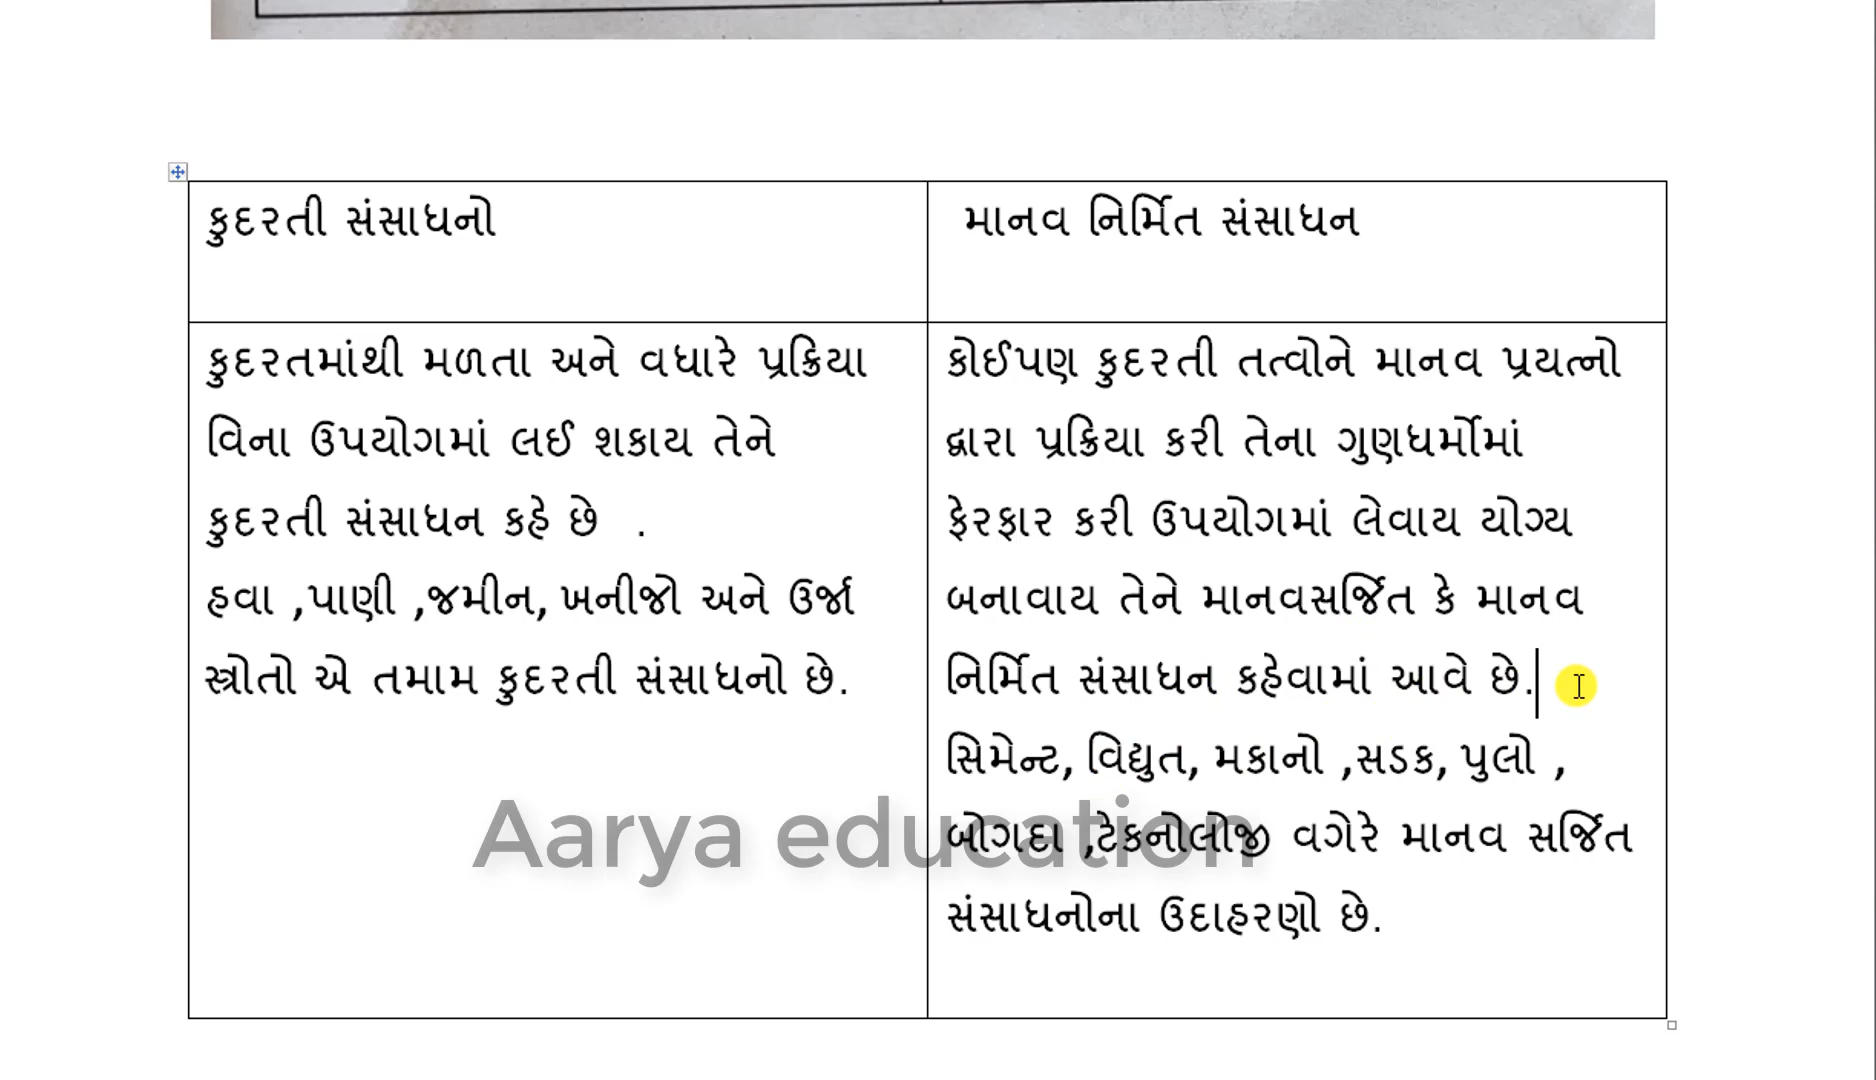 કુદરતી સંસાધનો
માનવ નિર્મિત સંસાધન
કુદરતમાંથી મળતા અને વધારે પ્રક્રિયા
વિના ઉપયોગમાં લઈ શકાય તેને
કુદરતી સંસાધન કહે છે .
હવા ,પાણી ,જમીન, ખનીજો અને ઉર્જા
સ્ત્રોતો એ તમામ કુદરતી સંસાધનો છે.
કોઈપણ કુદરતી તત્વોને માનવ પ્રયત્નો
દ્વારા પ્રક્રિયા કરી તેના ગુણધર્મોમાં
ફેરફાર કરી ઉપયોગમાં લેવાય યોગ્ય
બનાવાય તેને માનવસર્જિત કે માનવ
નિર્મિત સંસાધન કહેવામાં આવે છે.
સિમેન્ટ, વિદ્યુત, મકાનો ,સડક, પુલો ,
બોગદા ,ટેકનોલોજી વગેરે માનવ સર્જિત
સંસાધનોના ઉદાહરણો છે.
Aarya education